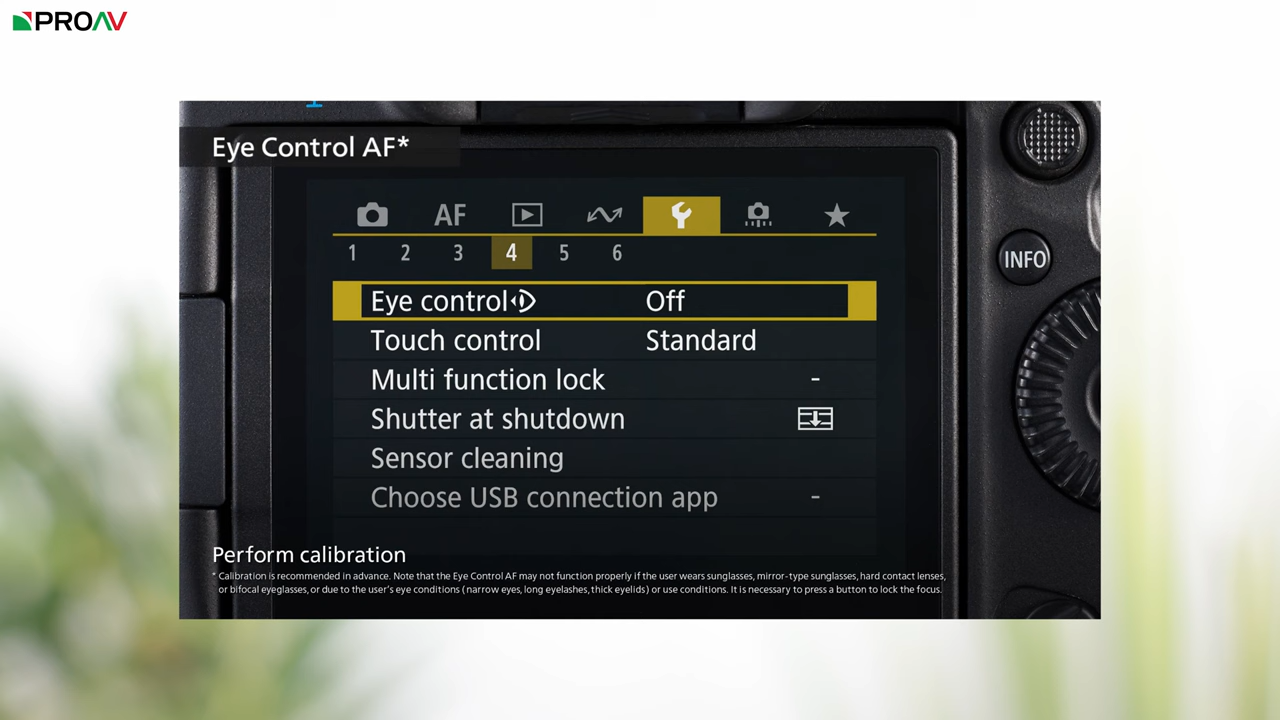 PROAV
Eye Control AF*
AF
1 2 3 4 5 6
Eye control Off
Touch control Standard
Multi function lock -
Shutter at shutdown
Sensor cleaning
Choose USB connection app -
INFO
Perform calibration
* Calibration is recommended in advance. Note that the Eye Control AF may not function properly if the user wears sunglasses, mirror-type sunglasses, hard contact lenses,
or bifocal eyeglasses, or due to the user's eye conditions (narrow eyes, long eyelashes, thick eyelids) or use conditions. It is necessary to press a button to lock the focus.